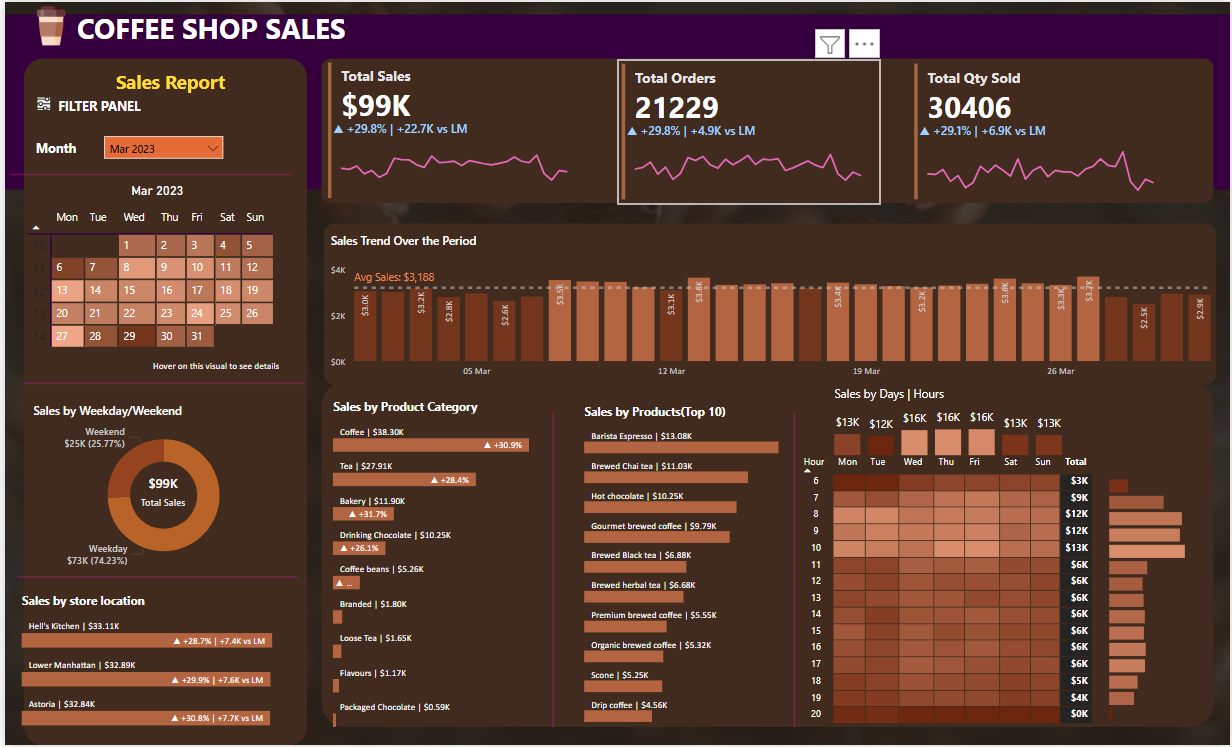 COFFEE SHOP SALES
Sales Report
FILTER PANEL
Month
Mar 2023
Mar 2023
Mon Tue Wed Thu Fri Sat Sun
10 1 2 3 4 5
11 6 7 8 9 10 11 12
12 13 14 15 16 17 18 19
13 20 21 22 23 24 25 26
14 27 28 29 30 31
Hover on this visual to see details
Sales by Weekday/Weekend
Weekend
$25K (25.77%)
$99K
Total Sales
Weekday
$73K (74.23%)
Sales by store location
Hell's Kitchen | $33.11K
▲ +28.7% | +7.4K vs LM
Lower Manhattan | $32.89K
▲ +29.9% | +7.6K vs LM
Astoria | $32.84K
▲ +30.8% | +7.7K vs LM
Total Sales
$99K
▲ +29.8% | +22.7K vs LM
Total Orders
21229
▲ +29.8% | +4.9K vs LM
Total Qty Sold
30406
▲ +29.1% | +6.9K vs LM
Sales Trend Over the Period
$4K
Avg Sales: $3,188
$2K
$0K
$3.0K $3.2K $2.8K $2.6K $3.5K $3.1K $3.6K $3.4K $3.2K $3.6K $3.3K $3.7K $2.5K $2.9K
05 Mar 12 Mar 19 Mar 26 Mar
Sales by Product Category
Coffee | $38.30K
▲ +30.9%
Tea | $27.91K
▲ +28.4%
Bakery | $11.90K
▲ +31.7%
Drinking Chocolate | $10.25K
▲ +26.1%
Coffee beans | $5.26K
▲ ...
Branded | $1.80K
Loose Tea | $1.65K
Flavours | $1.17K
Packaged Chocolate | $0.59K
Sales by Products(Top 10)
Barista Espresso | $13.08K
Brewed Chai tea | $11.03K
Hot chocolate | $10.25K
Gourmet brewed coffee | $9.79K
Brewed Black tea | $6.88K
Brewed herbal tea | $6.68K
Premium brewed coffee | $5.55K
Organic brewed coffee | $5.32K
Scone | $5.25K
Drip coffee | $4.56K
Sales by Days | Hours
$13K $12K $16K $16K $16K $13K $13K
Hour Mon Tue Wed Thu Fri Sat Sun Total
6 $3K
7 $9K
8 $12K
9 $12K
10 $13K
11 $6K
12 $6K
13 $6K
14 $6K
15 $6K
16 $6K
17 $6K
18 $5K
19 $4K
20 $0K